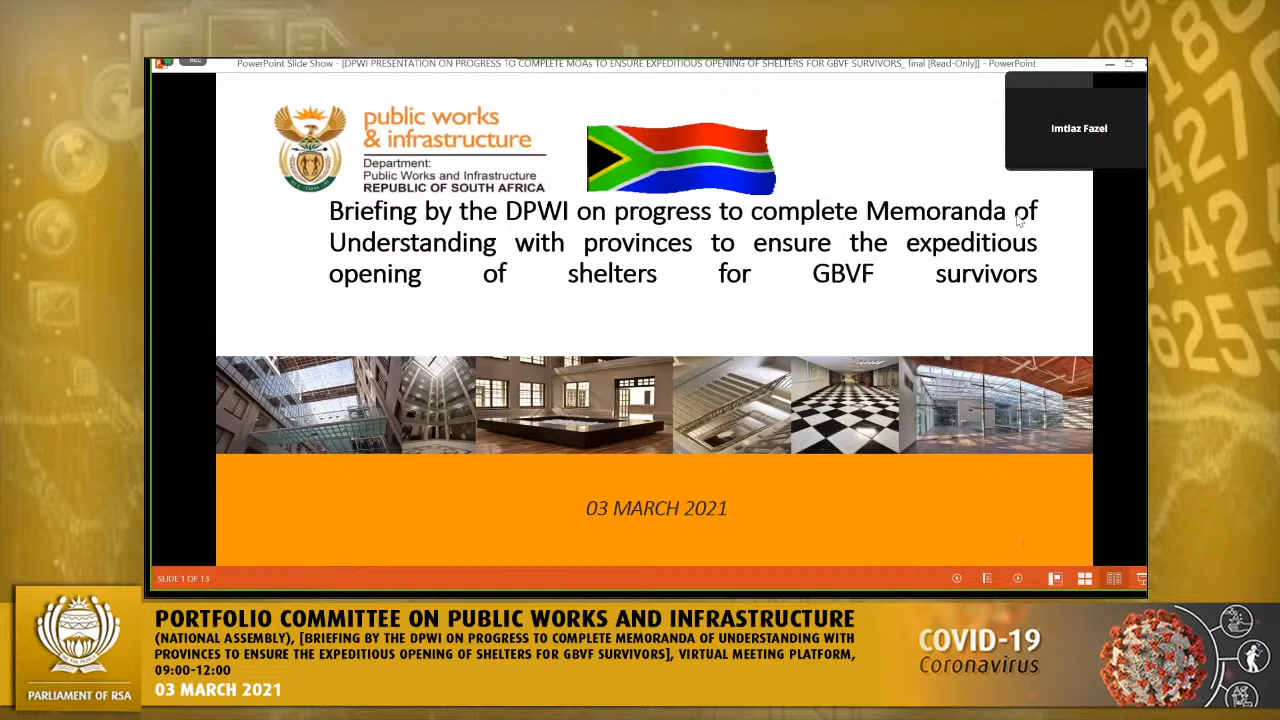 PowerPoint Slide Show - [DPWI PRESENTATION ON PROGRESS TO COMPLETE MOAs TO ENSURE EXPEDITIOUS OPENING OF SHELTERS FOR GBVF SURVIVORS_ final [Read-Only]] - PowerPoint
Imtiaz Fazel
public works
& infrastructure
Department:
Public Works and Infrastructure
REPUBLIC OF SOUTH AFRICA
Briefing by the DPWI on progress to complete Memoranda of
Understanding with provinces to ensure the expeditious
opening of shelters for GBVF survivors
03 MARCH 2021
SLIDE 1 OF 13
PORTFOLIO COMMITTEE ON PUBLIC WORKS AND INFRASTRUCTURE
(NATIONAL ASSEMBLY), [BRIEFING BY THE DPWI ON PROGRESS TO COMPLETE MEMORANDA OF UNDERSTANDING WITH
PROVINCES TO ENSURE THE EXPEDITIOUS OPENING OF SHELTERS FOR GBVF SURVIVORS], VIRTUAL MEETING PLATFORM,
09:00-12:00
03 MARCH 2021
PARLIAMENT OF RSA
COVID-19
Coronavirus